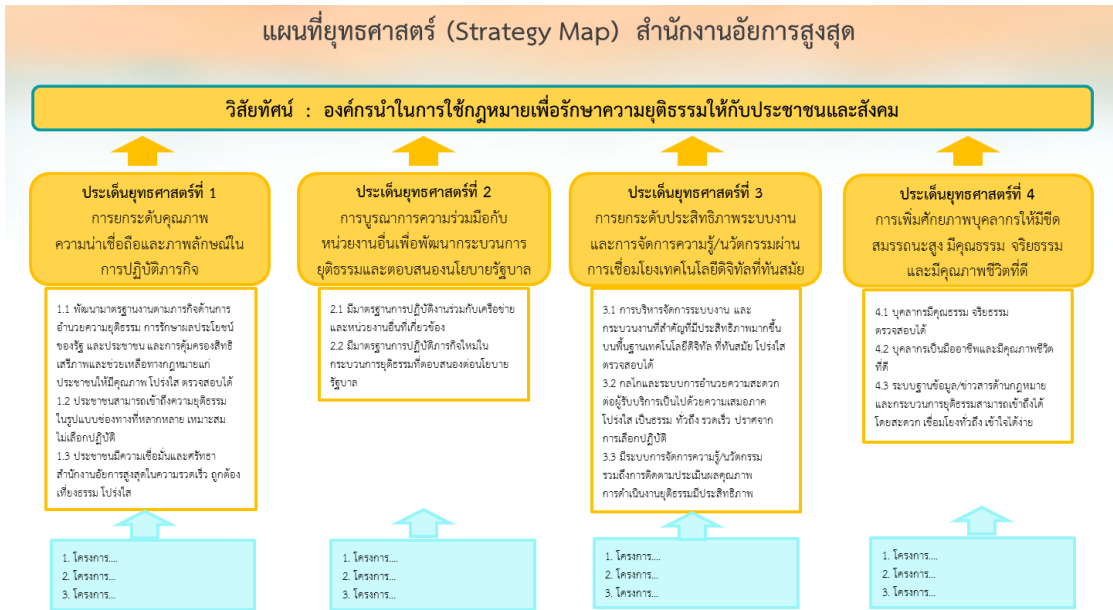 แผนที่ยุทธศาสตร์ (Strategy Map) สำนักงานอัยการสูงสุด
วิสัยทัศน์ : องค์กรนำในการใช้กฎหมายเพื่อรักษาความยุติธรรมให้กับประชาชนและสังคม
ประเด็นยุทธศาสตร์ที่ 1
การยกระดับคุณภาพ
ความน่าเชื่อถือและภาพลักษณ์ใน
การปฏิบัติภารกิจ
1.1 พัฒนามาตรฐานงานตามภารกิจด้านการ
อำนวยความยุติธรรม การรักษาผลประโยชน์
ของรัฐ และประชาชน และการคุ้มครองสิทธิ
เสรีภาพและช่วยเหลือทางกฎหมายแก่
ประชาชนให้มีคุณภาพ โปร่งใส ตรวจสอบได้
1.2 ประชาชนสามารถเข้าถึงความยุติธรรม
ในรูปแบบช่องทางที่หลากหลาย เหมาะสม
ไม่เลือกปฏิบัติ
1.3 ประชาชนมีความเชื่อมั่นและศรัทธา
สำนักงานอัยการสูงสุดในความรวดเร็ว ถูกต้อง
เที่ยงธรรม โปร่งใส
1. โครงการ....
2. โครงการ...
3. โครงการ...
ประเด็นยุทธศาสตร์ที่ 2
การบูรณาการความร่วมมือกับ
หน่วยงานอื่นเพื่อพัฒนากระบวนการ
ยุติธรรมและตอบสนองนโยบายรัฐบาล
2.1 มีมาตรฐานการปฏิบัติงานร่วมกับเครือข่าย
และหน่วยงานอื่นที่เกี่ยวข้อง
2.2 มีมาตรฐานการปฏิบัติภารกิจใหม่ใน
กระบวนการยุติธรรมที่ตอบสนองต่อนโยบาย
รัฐบาล
1. โครงการ....
2. โครงการ...
3. โครงการ...
ประเด็นยุทธศาสตร์ที่ 3
การยกระดับประสิทธิภาพระบบงาน
และการจัดการความรู้/นวัตกรรมผ่าน
การเชื่อมโยงเทคโนโลยีดิจิทัลที่ทันสมัย
3.1 การบริหารจัดการระบบงาน และ
กระบวนงานที่สำคัญที่มีประสิทธิภาพมากขึ้น
บนพื้นฐานเทคโนโลยีดิจิทัล ที่ทันสมัย โปร่งใส
ตรวจสอบได้
3.2 กลไกและระบบการอำนวยความสะดวก
ต่อผู้รับบริการเป็นไปด้วยความเสมอภาค
โปร่งใส เป็นธรรม ทั่วถึง รวดเร็ว ปราศจาก
การเลือกปฏิบัติ
3.3 มีระบบการจัดการความรู้/นวัตกรรม
รวมถึงการติดตามประเมินผลคุณภาพ
การดำเนินงานยุติธรรมมีประสิทธิภาพ
1. โครงการ....
2. โครงการ...
3. โครงการ...
ประเด็นยุทธศาสตร์ที่ 4
การเพิ่มศักยภาพบุคลากรให้มีขีด
สมรรถนะสูง มีคุณธรรม จริยธรรม
และมีคุณภาพชีวิตที่ดี
4.1 บุคลากรมีคุณธรรม จริยธรรม
ตรวจสอบได้
4.2 บุคลากรเป็นมืออาชีพและมีคุณภาพชีวิต
ที่ดี
4.3 ระบบฐานข้อมูล/ข่าวสารด้านกฎหมาย
และกระบวนการยุติธรรมสามารถเข้าถึงได้
โดยสะดวก เชื่อมโยงทั่วถึง เข้าใจได้ง่าย
1. โครงการ....
2. โครงการ...
3. โครงการ...